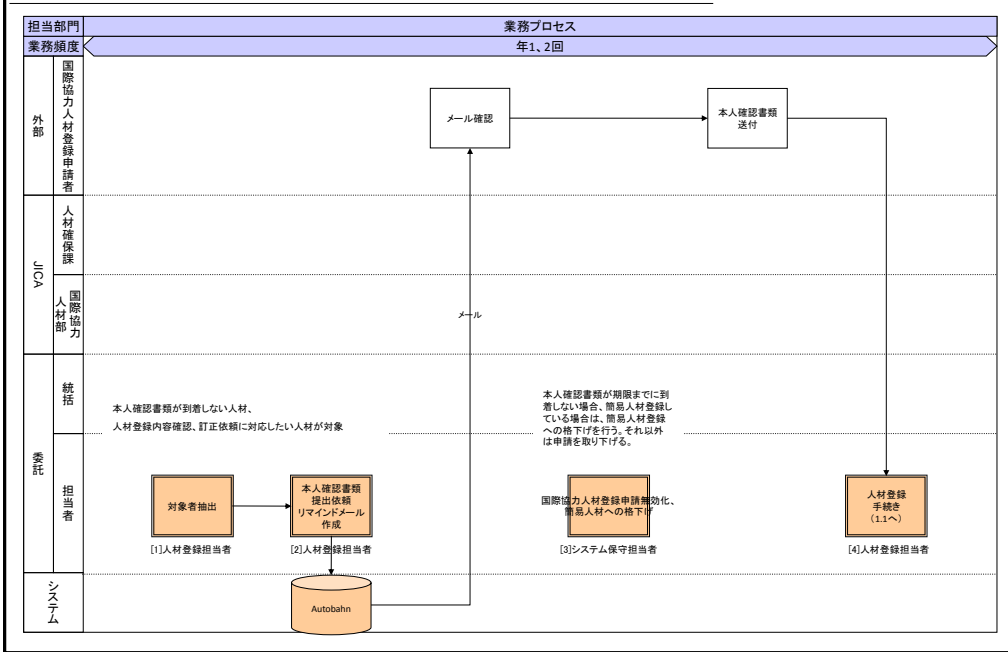 担当部門
業務プロセス
業務頻度
年1、2回
外部
国際協力人材登録申請者
メール確認
本人確認書類
送付
JICA
人材確保課
国際協力
人材部
メール
委託
統括
本人確認書類が到着しない人材、
人材登録内容確認、訂正依頼に対応したい人材が対象
本人確認書類が期限までに到
着しない場合、簡易人材登録し
ている場合は、簡易人材登録
への格下げを行う。それ以外
は申請を取り下げる。
担当者
対象者抽出
本人確認書類
提出依頼
リマインドメール
作成
国際協力人材登録申請無効化、
簡易人材への格下げ
人材登録
手続き
(1.1へ)
[1]人材登録担当者
[2]人材登録担当者
[3]システム保守担当者
[4]人材登録担当者
システム
Autobahn